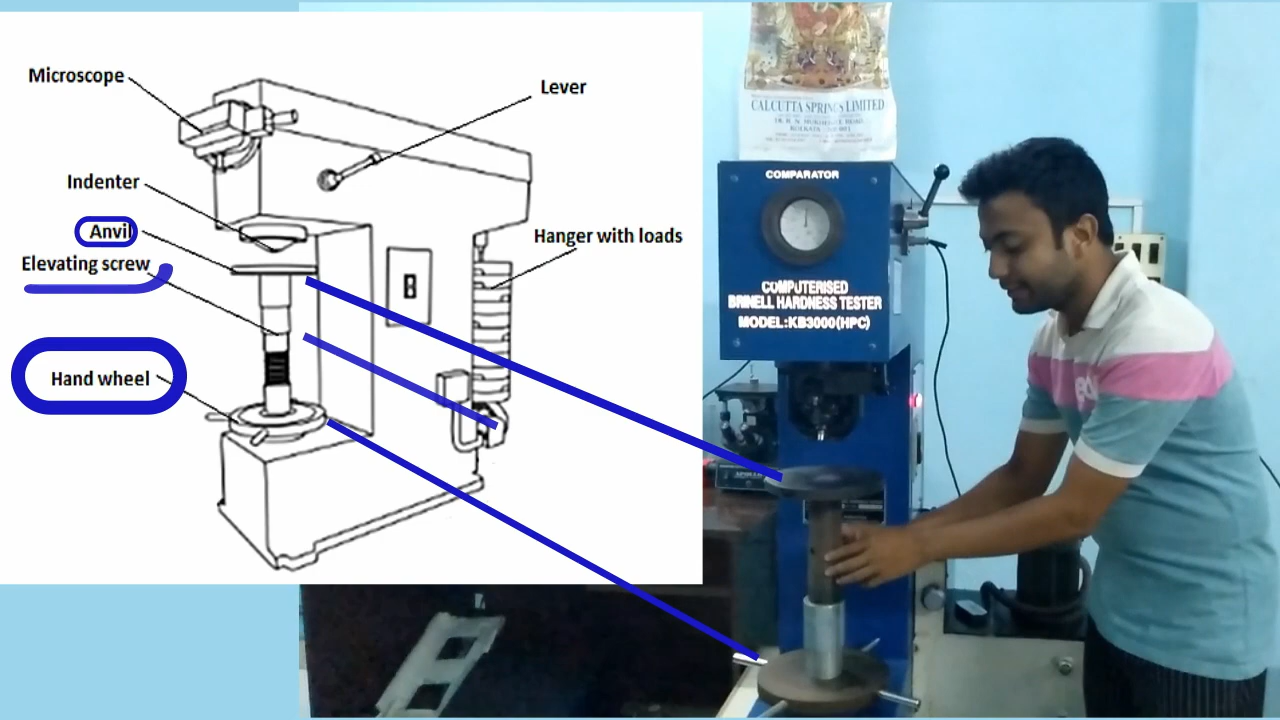 Microscope
Lever
Indenter
Anvil
Elevating screw
Hanger with loads
Hand wheel
CALCUTTA SPRINGS LIMITED
COMPARATOR
COMPUTERISED
BRINELL HARDNESS TESTER
MODEL:KB3000(HPC)